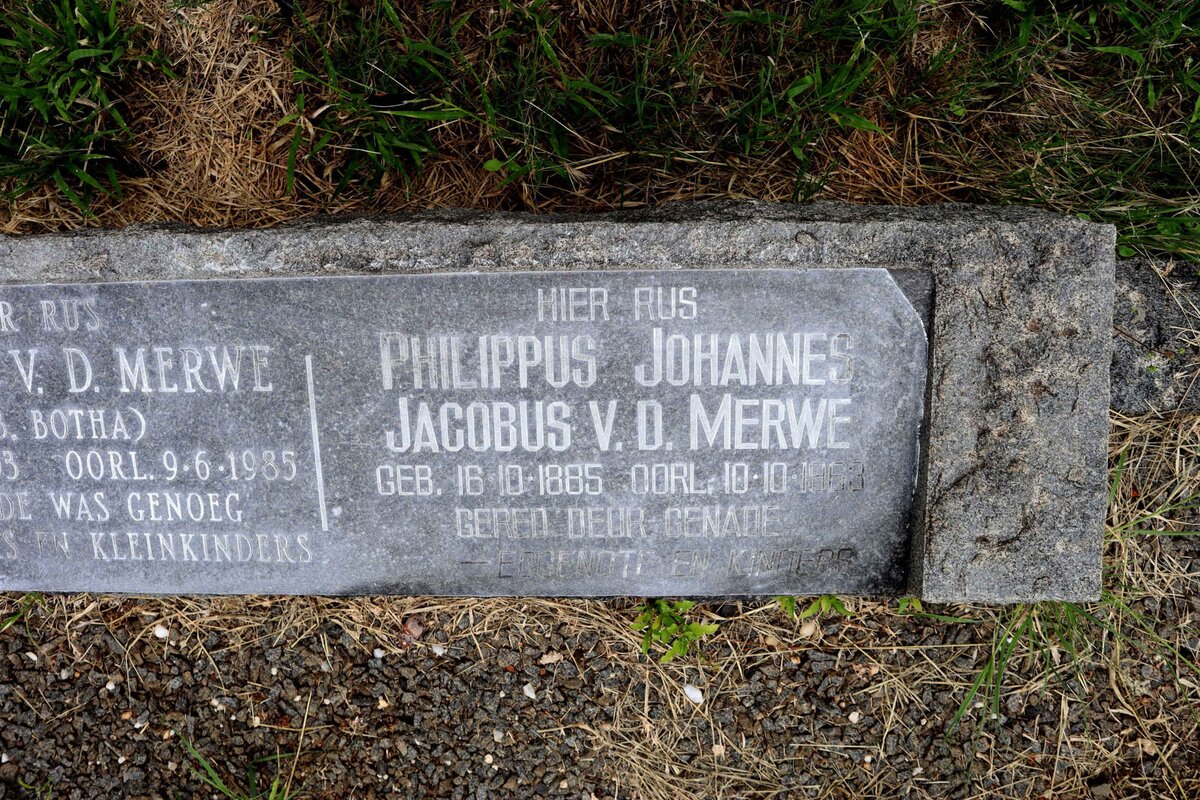 R RUS
V. D. MERWE
B. BOTHA)
03 OORL. 9·6·1985
DE WAS GENOEG
S EN KLEINKINDERS
HIER RUS
PHILIPPUS JOHANNES
JACOBUS V. D. MERWE
GEB. 16·10·1885 OORL. 10·10·1963
GERED DEUR GENADE
— EGGENOTE EN KINDERS